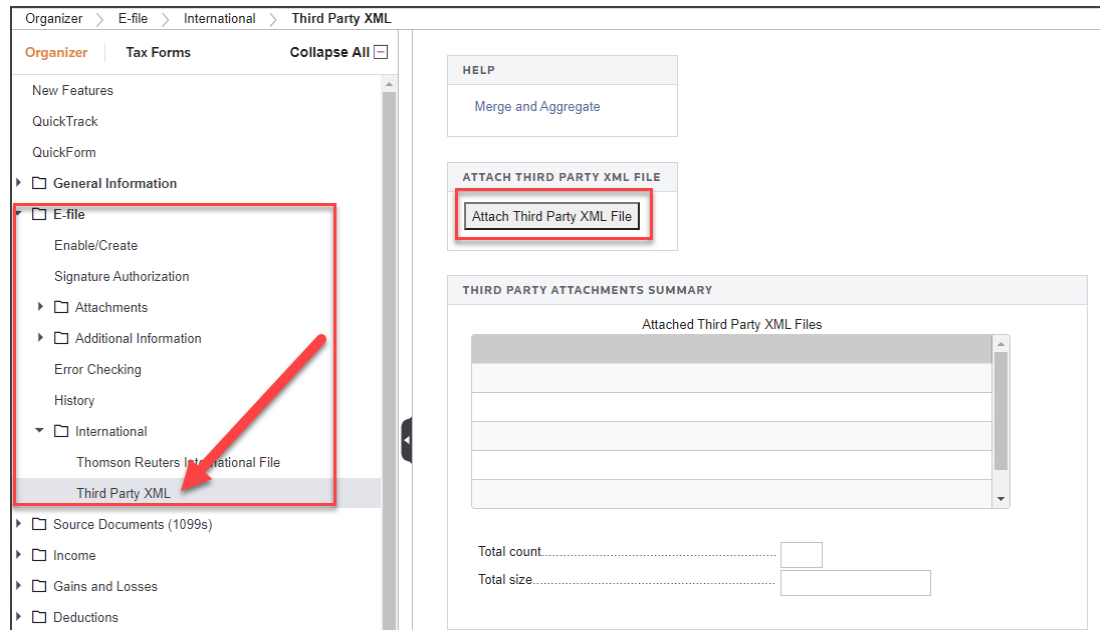 Organizer > E-file > International > Third Party XML
Organizer | Tax Forms Collapse All
New Features
QuickTrack
QuickForm
General Information
E-file
Enable/Create
Signature Authorization
Attachments
Additional Information
Error Checking
History
International
Thomson Reuters International File
Third Party XML
Source Documents (1099s)
Income
Gains and Losses
Deductions
HELP
Merge and Aggregate
ATTACH THIRD PARTY XML FILE
Attach Third Party XML File
THIRD PARTY ATTACHMENTS SUMMARY
Attached Third Party XML Files
Total count
Total size